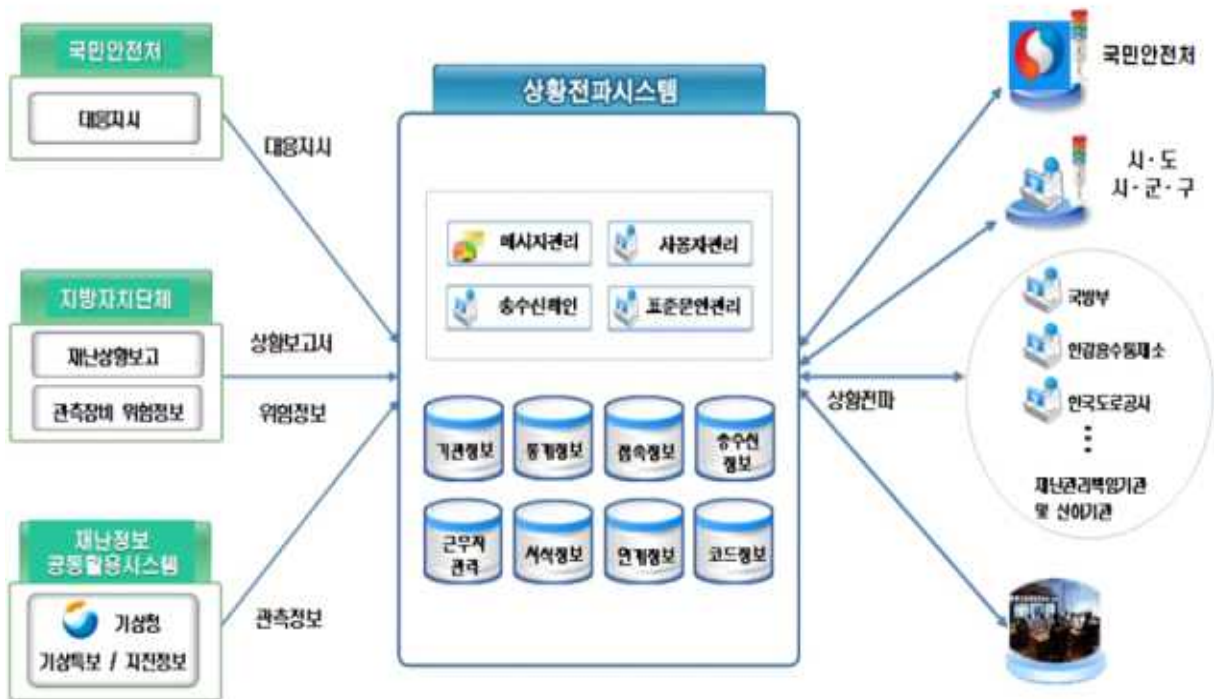 국민안전처
대응지시
대응지시
지방자치단체
재난상황보고
관측장비 위험정보
상황보고서
위험정보
재난정보
공동활용시스템
기상청
기상특보 / 지진정보
관측정보
상황전파시스템
메시지관리
사용자관리
송수신확인
표준문안관리
기관정보
통계정보
접속정보
송수신
정보
근무자
관리
서식정보
연계정보
코드정보
상황전파
국민안전처
시·도
시·군·구
국방부
한강홍수통제소
한국도로공사
재난관리책임기관
및 산하기관